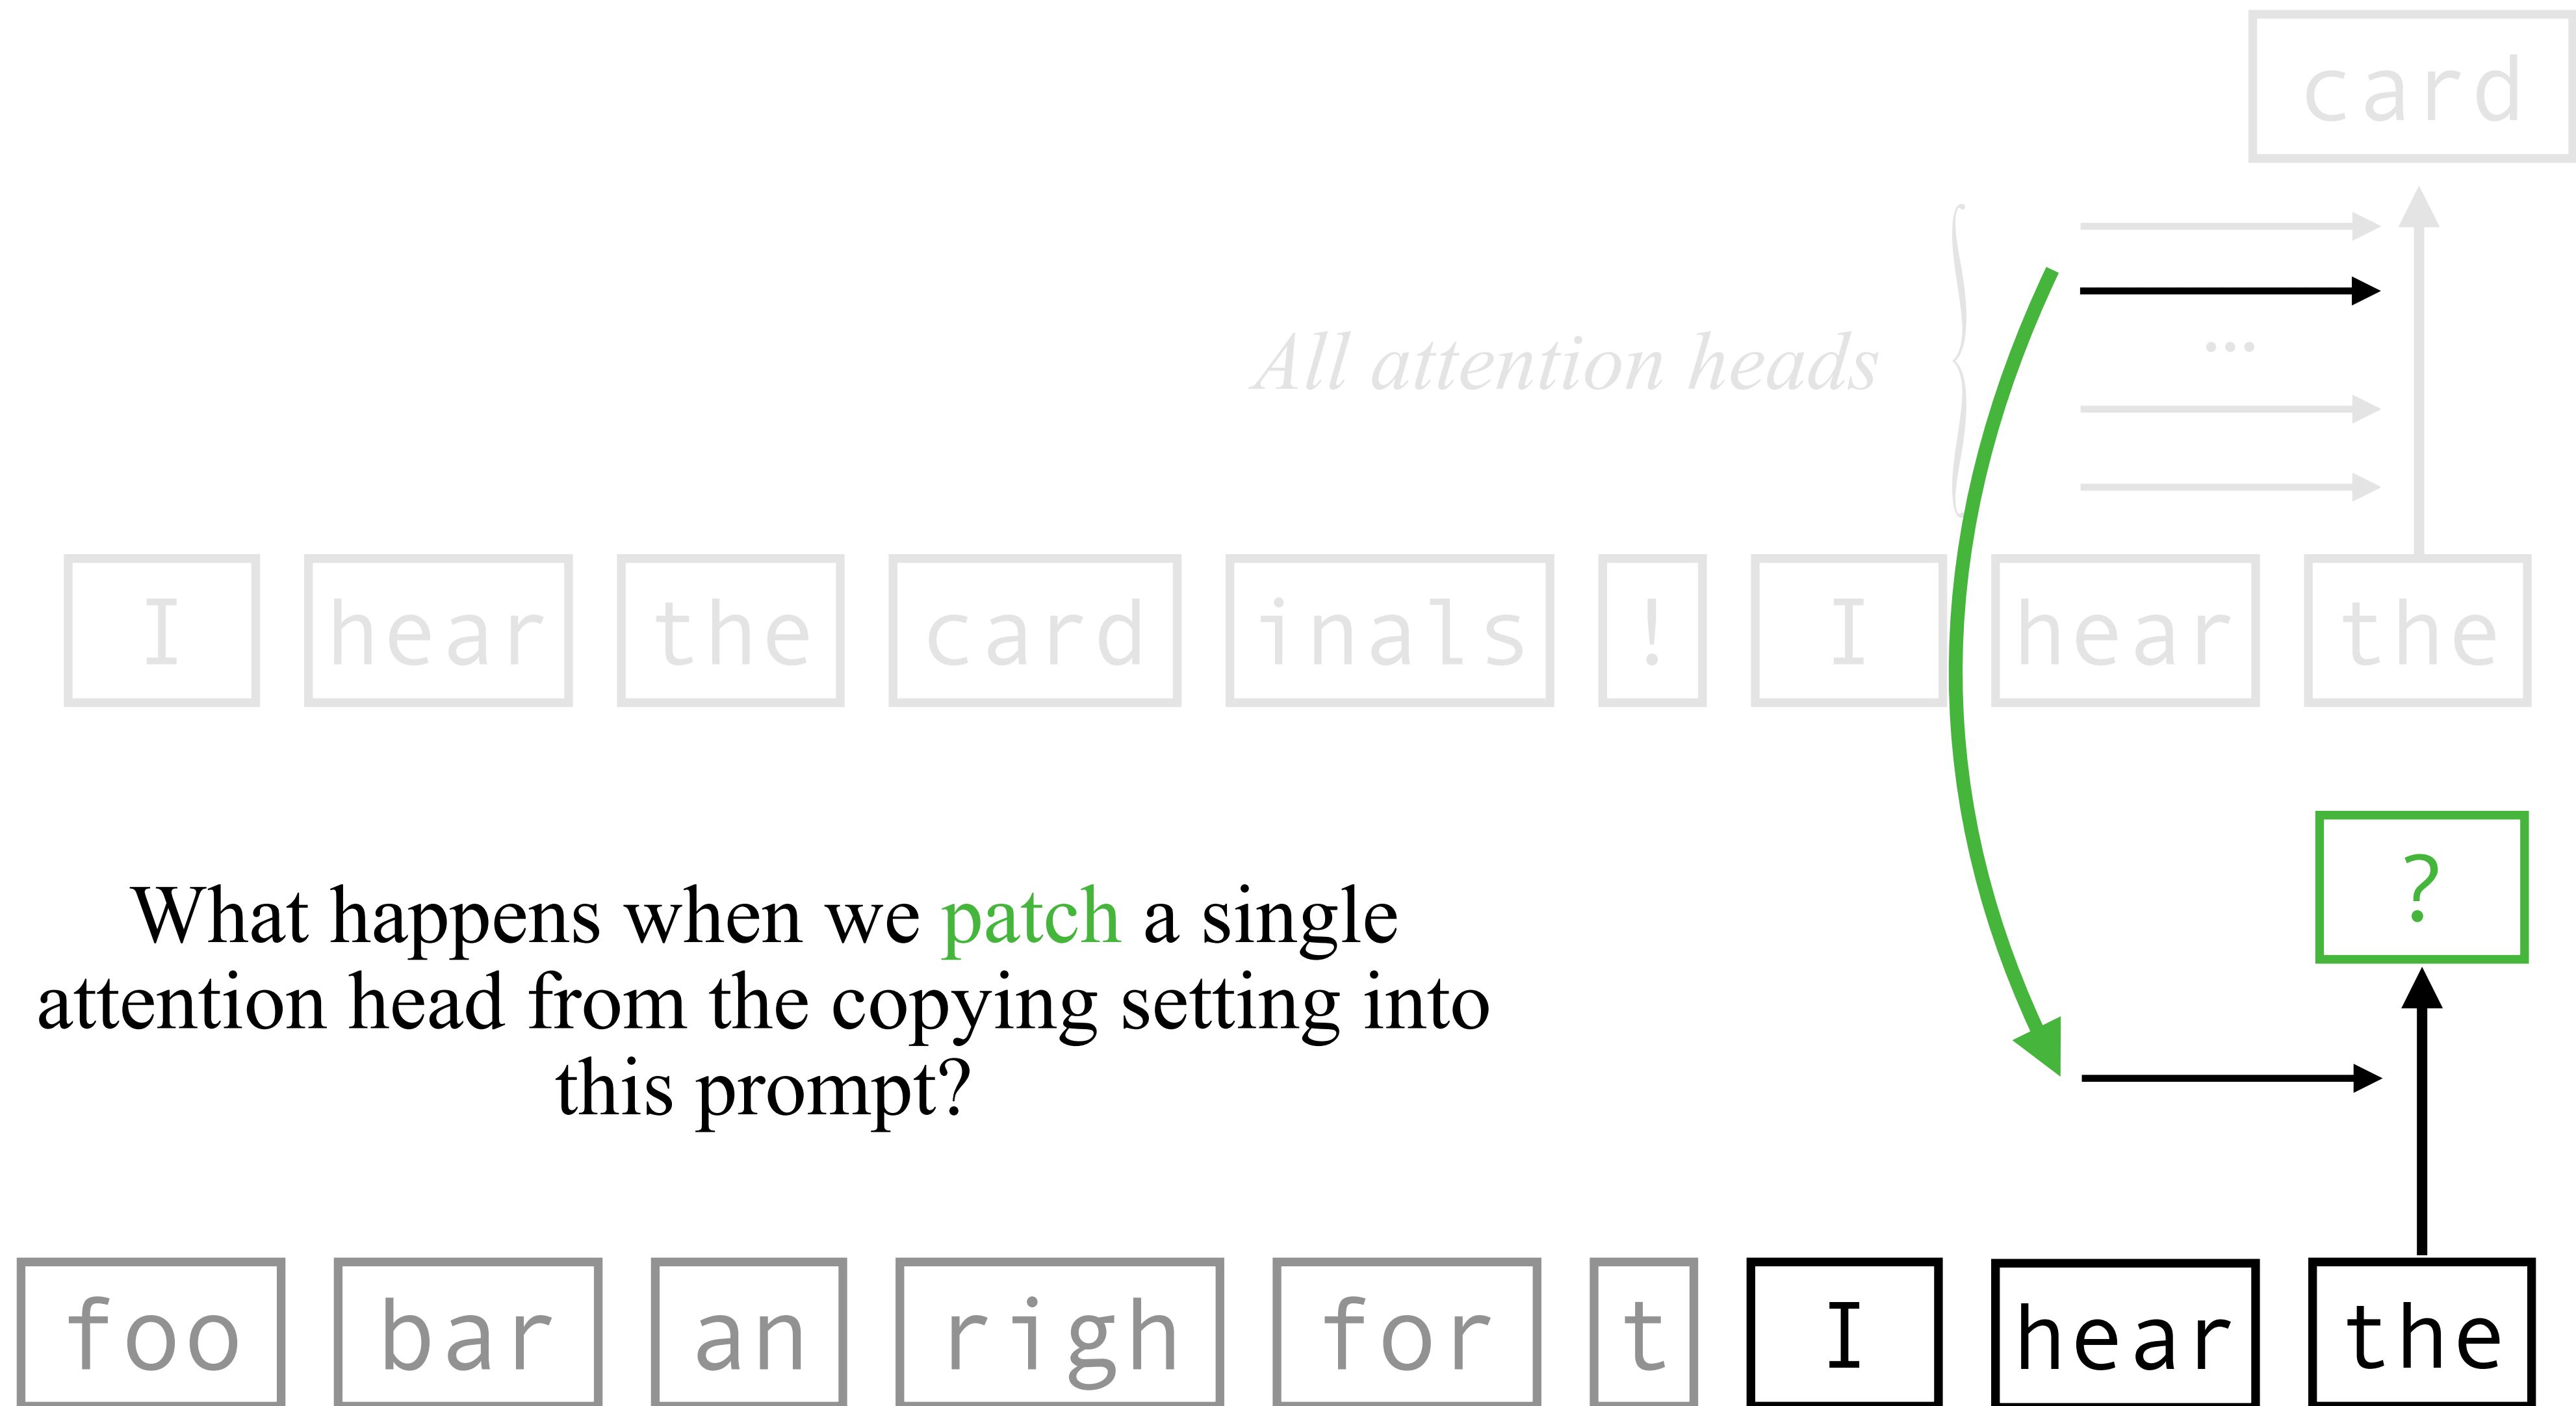 card
All attention heads
...
I hear the card inals ! I hear the
?
What happens when we patch a single
attention head from the copying setting into
this prompt?
foo bar an righ for t I hear the